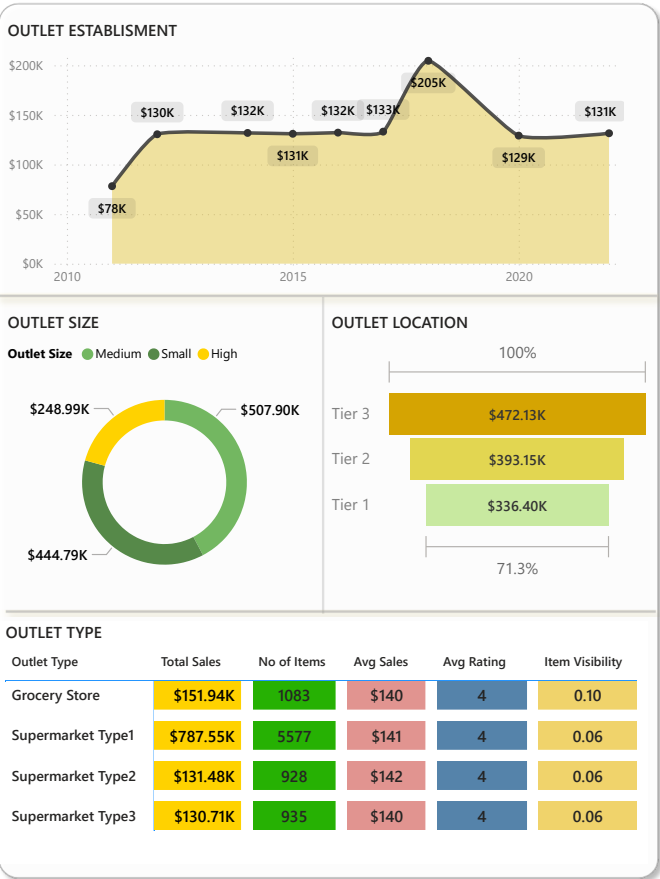 OUTLET ESTABLISMENT
$200K
$150K
$100K
$50K
$0K
$78K
$130K
$132K
$131K
$132K
$133K
$205K
$129K
$131K
2010 2015 2020
OUTLET SIZE
Outlet Size Medium Small High
$248.99K
$507.90K
$444.79K
OUTLET LOCATION
100%
Tier 3 $472.13K
Tier 2 $393.15K
Tier 1 $336.40K
71.3%
OUTLET TYPE
Outlet Type Total Sales No of Items Avg Sales Avg Rating Item Visibility
Grocery Store $151.94K 1083 $140 4 0.10
Supermarket Type1 $787.55K 5577 $141 4 0.06
Supermarket Type2 $131.48K 928 $142 4 0.06
Supermarket Type3 $130.71K 935 $140 4 0.06